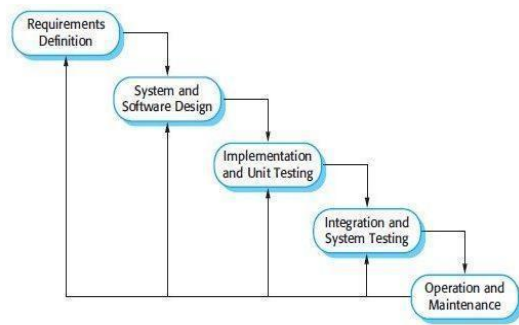 Requirements
Definition
System and
Software Design
Implementation
and Unit Testing
Integration and
System Testing
Operation and
Maintenance